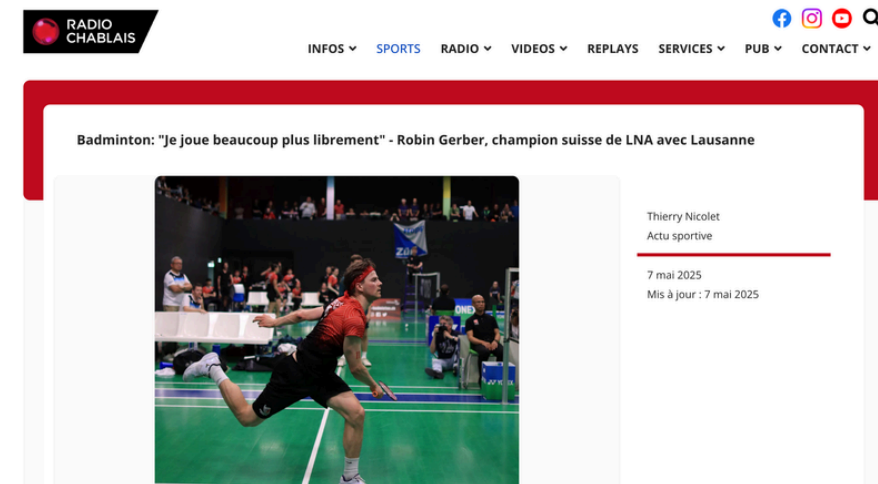 RADIO
CHABLAIS
INFOS SPORTS RADIO VIDEOS REPLAYS SERVICES PUB CONTACT
Badminton: "Je joue beaucoup plus librement" - Robin Gerber, champion suisse de LNA avec Lausanne
Thierry Nicolet
Actu sportive
7 mai 2025
Mis à jour : 7 mai 2025